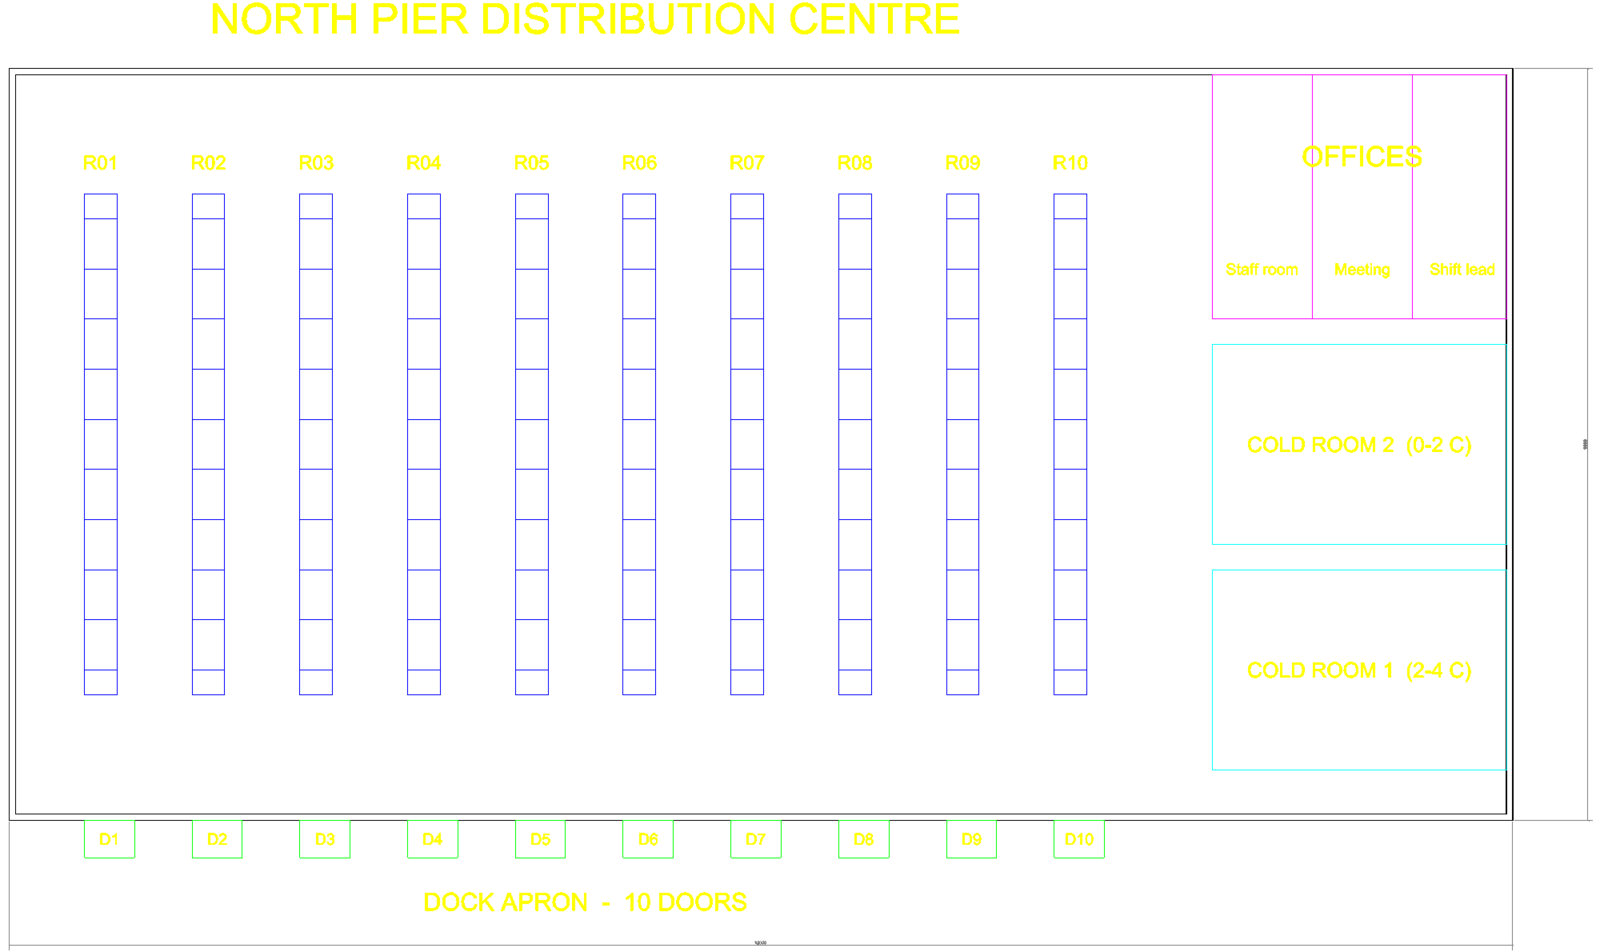 NORTH PIER DISTRIBUTION CENTRE
R01 R02 R03 R04 R05 R06 R07 R08 R09 R10
OFFICES
Staff room Meeting Shift lead
COLD ROOM 2 (0-2 C)
COLD ROOM 1 (2-4 C)
D1 D2 D3 D4 D5 D6 D7 D8 D9 D10
DOCK APRON - 10 DOORS